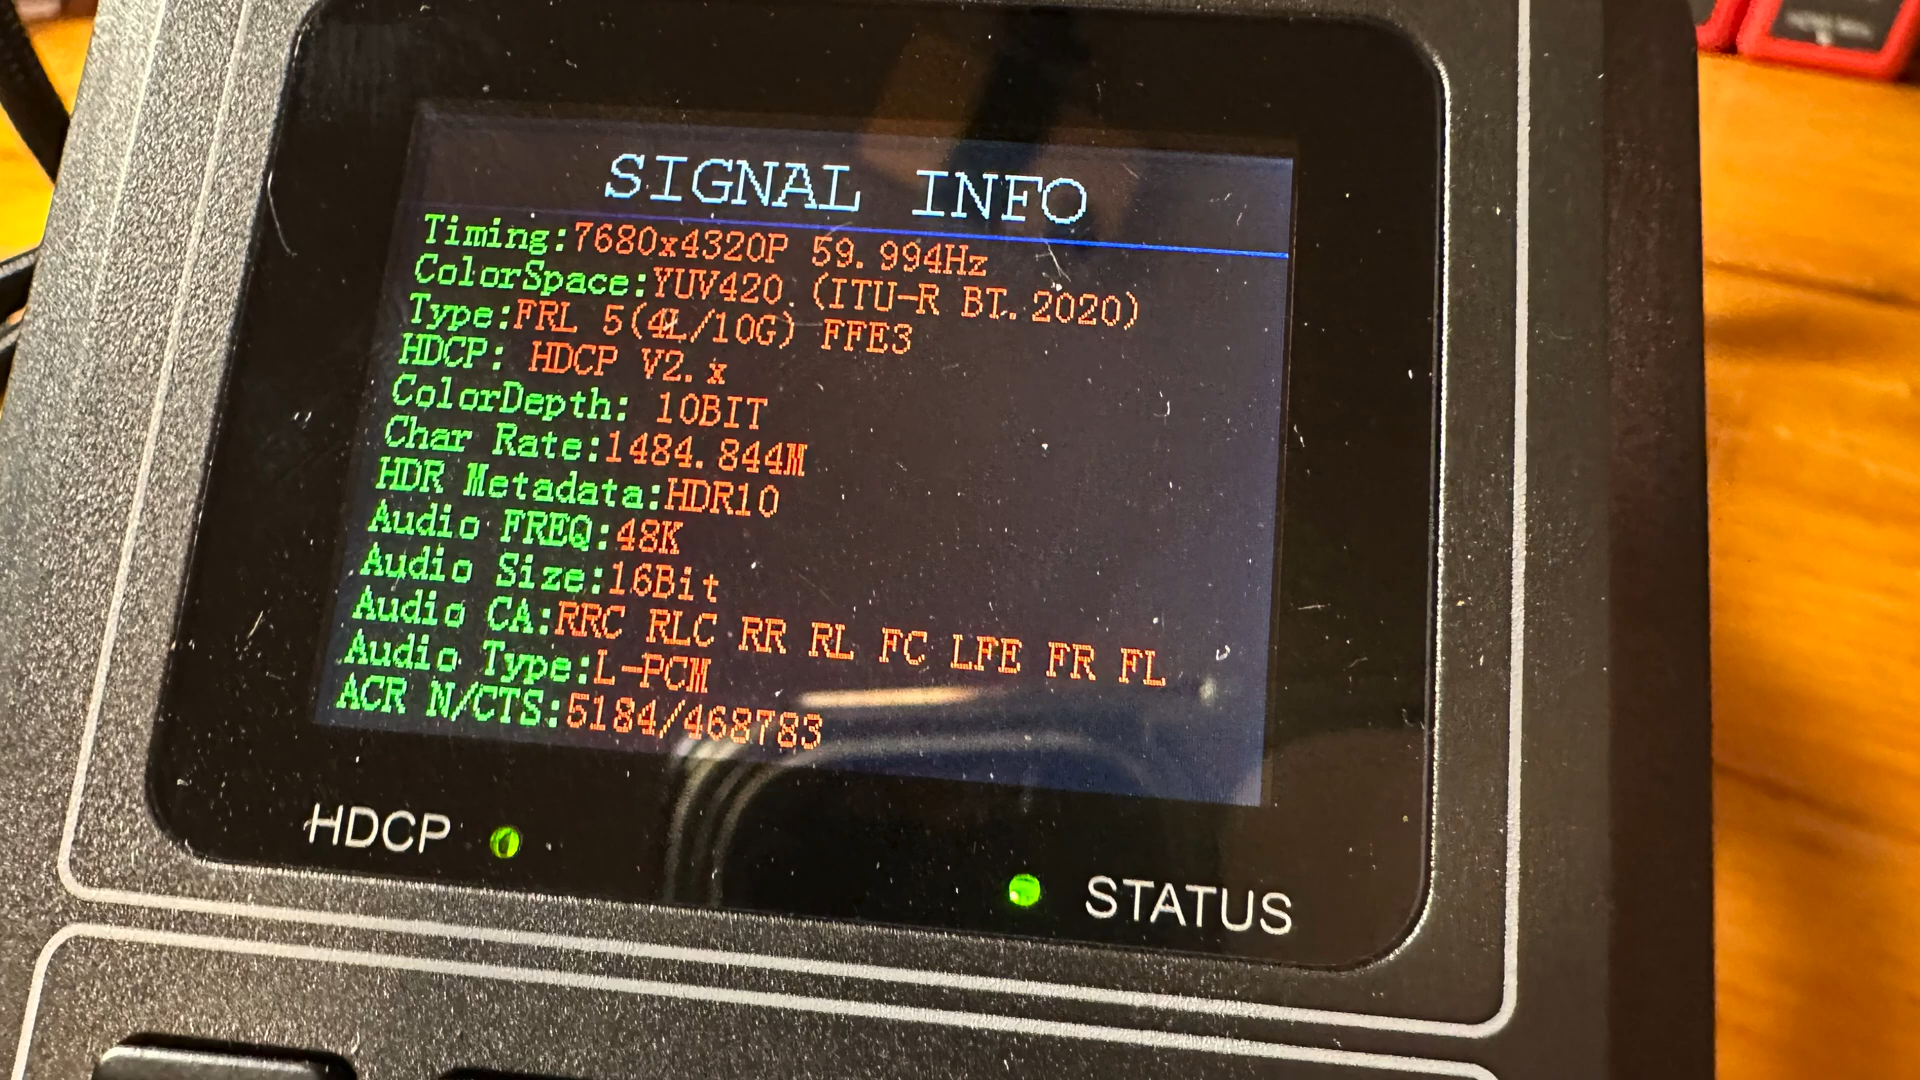 SIGNAL INFO
Timing:7680x4320P 59.994Hz
ColorSpace:YUV420 (ITU-R BT.2020)
Type:FRL 5(4L/10G) FFE3
HDCP: HDCP V2.x
ColorDepth: 10BIT
Char Rate:1484.844M
HDR Metadata:HDR10
Audio FREQ:48K
Audio Size:16Bit
Audio CA:RRC RLC RR RL FC LFE FR FL
Audio Type:L-PCM
ACR N/CTS:5184/468783
HDCP
STATUS